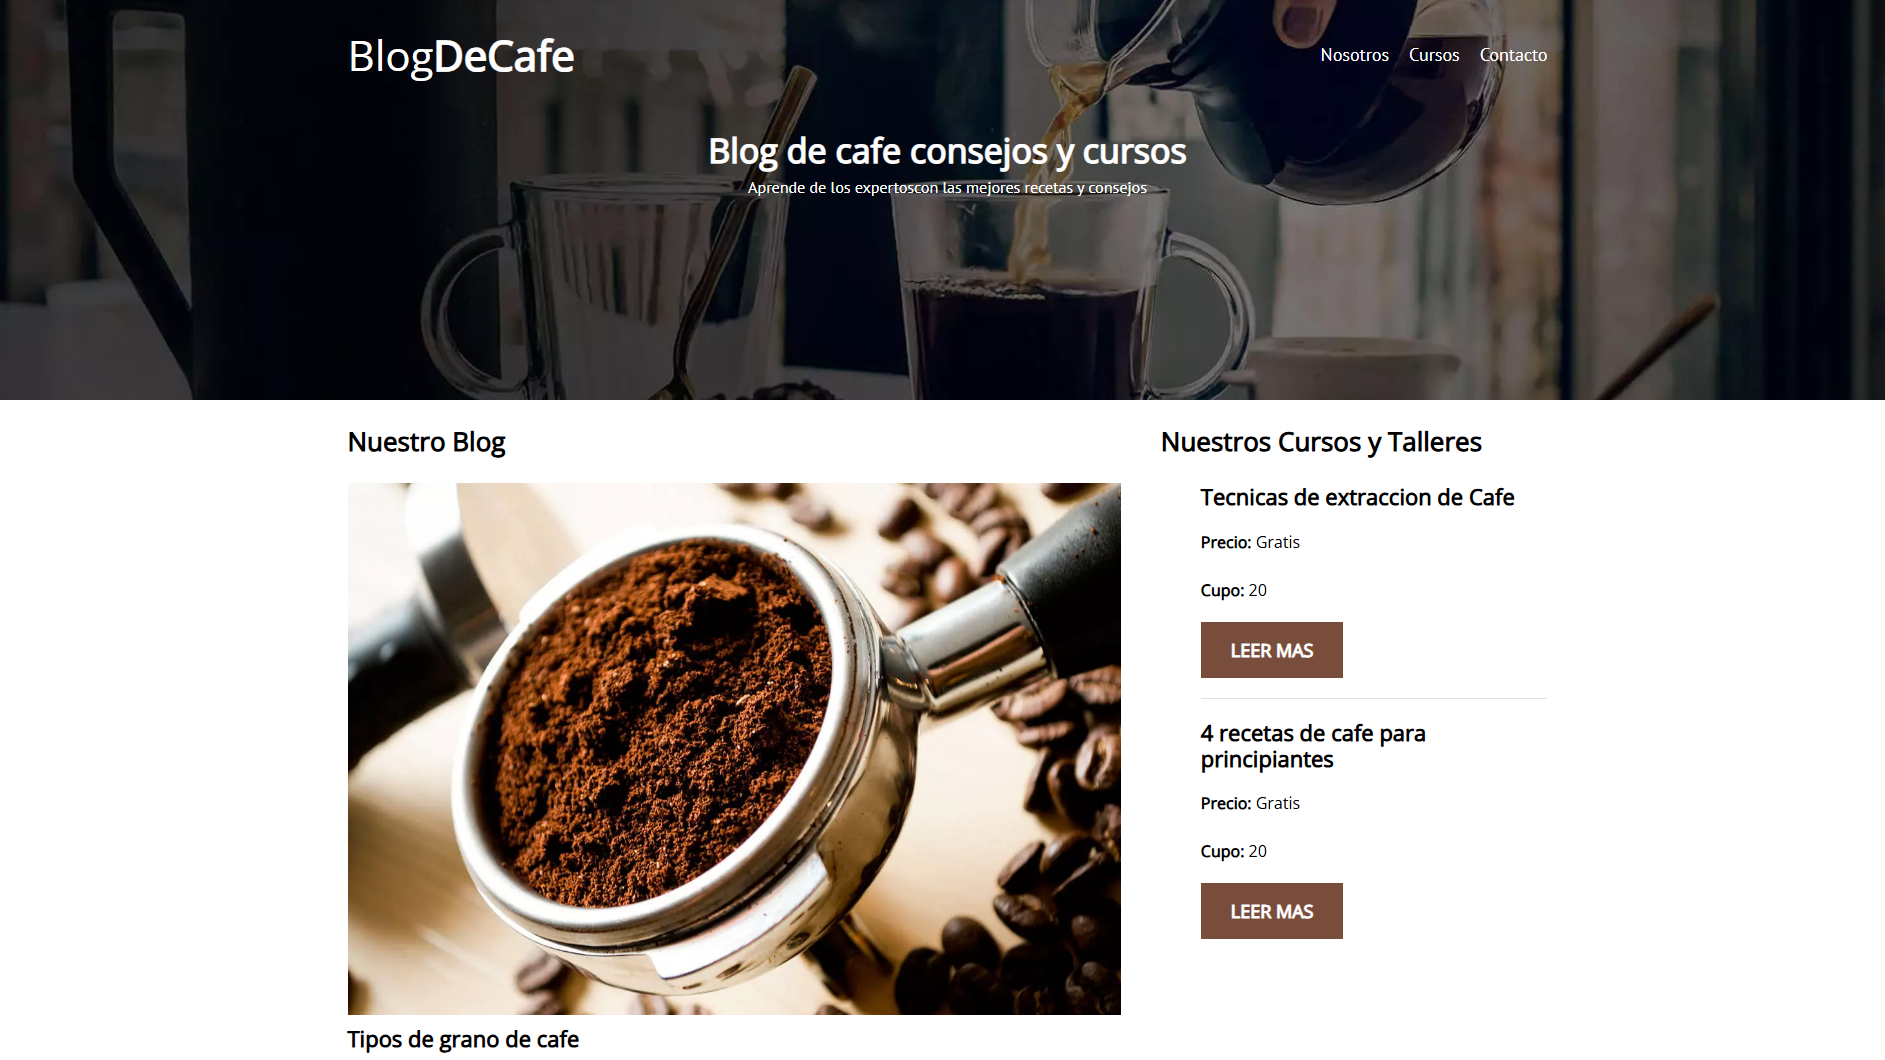 BlogDeCafe
Nosotros Cursos Contacto
Blog de cafe consejos y cursos
Aprende de los expertoscon las mejores recetas y consejos
Nuestro Blog
Tipos de grano de cafe
Nuestros Cursos y Talleres
Tecnicas de extraccion de Cafe
Precio: Gratis
Cupo: 20
LEER MAS
4 recetas de cafe para
principiantes
Precio: Gratis
Cupo: 20
LEER MAS